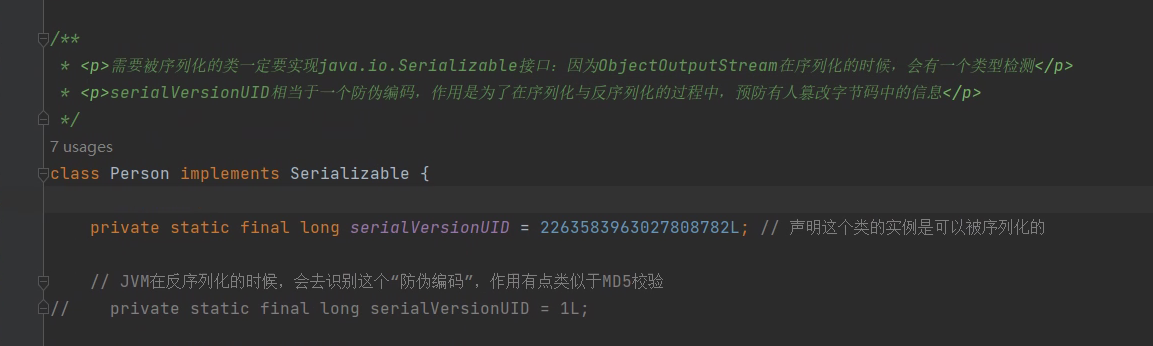 /**
* <p>需要被序列化的类一定要实现java.io.Serializable接口：因为ObjectOutputStream在序列化的时候，会有一个类型检测</p>
* <p>serialVersionUID相当于一个防伪编码，作用是为了在序列化与反序列化的过程中，预防有人篡改字节码中的信息</p>
*/
7 usages
class Person implements Serializable {
private static final long serialVersionUID = 2263583963027808782L; // 声明这个类的实例是可以被序列化的
// JVM在反序列化的时候，会去识别这个“防伪编码”，作用有点类似于MD5校验
// private static final long serialVersionUID = 1L;